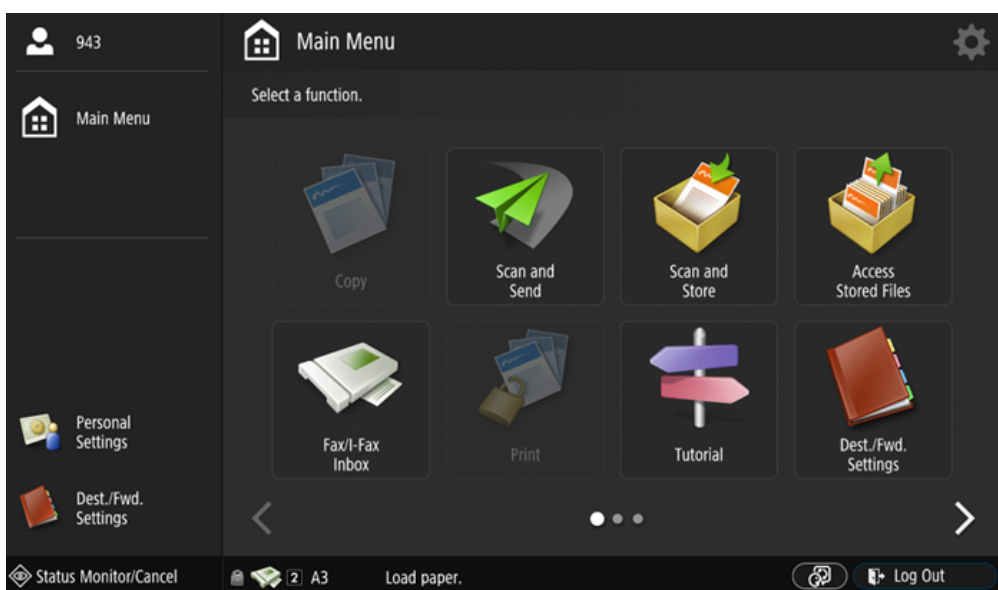 943
Main Menu
Main Menu
Select a function.
Copy
Scan and
Send
Scan and
Store
Access
Stored Files
Fax/I-Fax
Inbox
Print
Tutorial
Dest./Fwd.
Settings
Personal
Settings
Dest./Fwd.
Settings
Status Monitor/Cancel
2 A3 Load paper.
Log Out